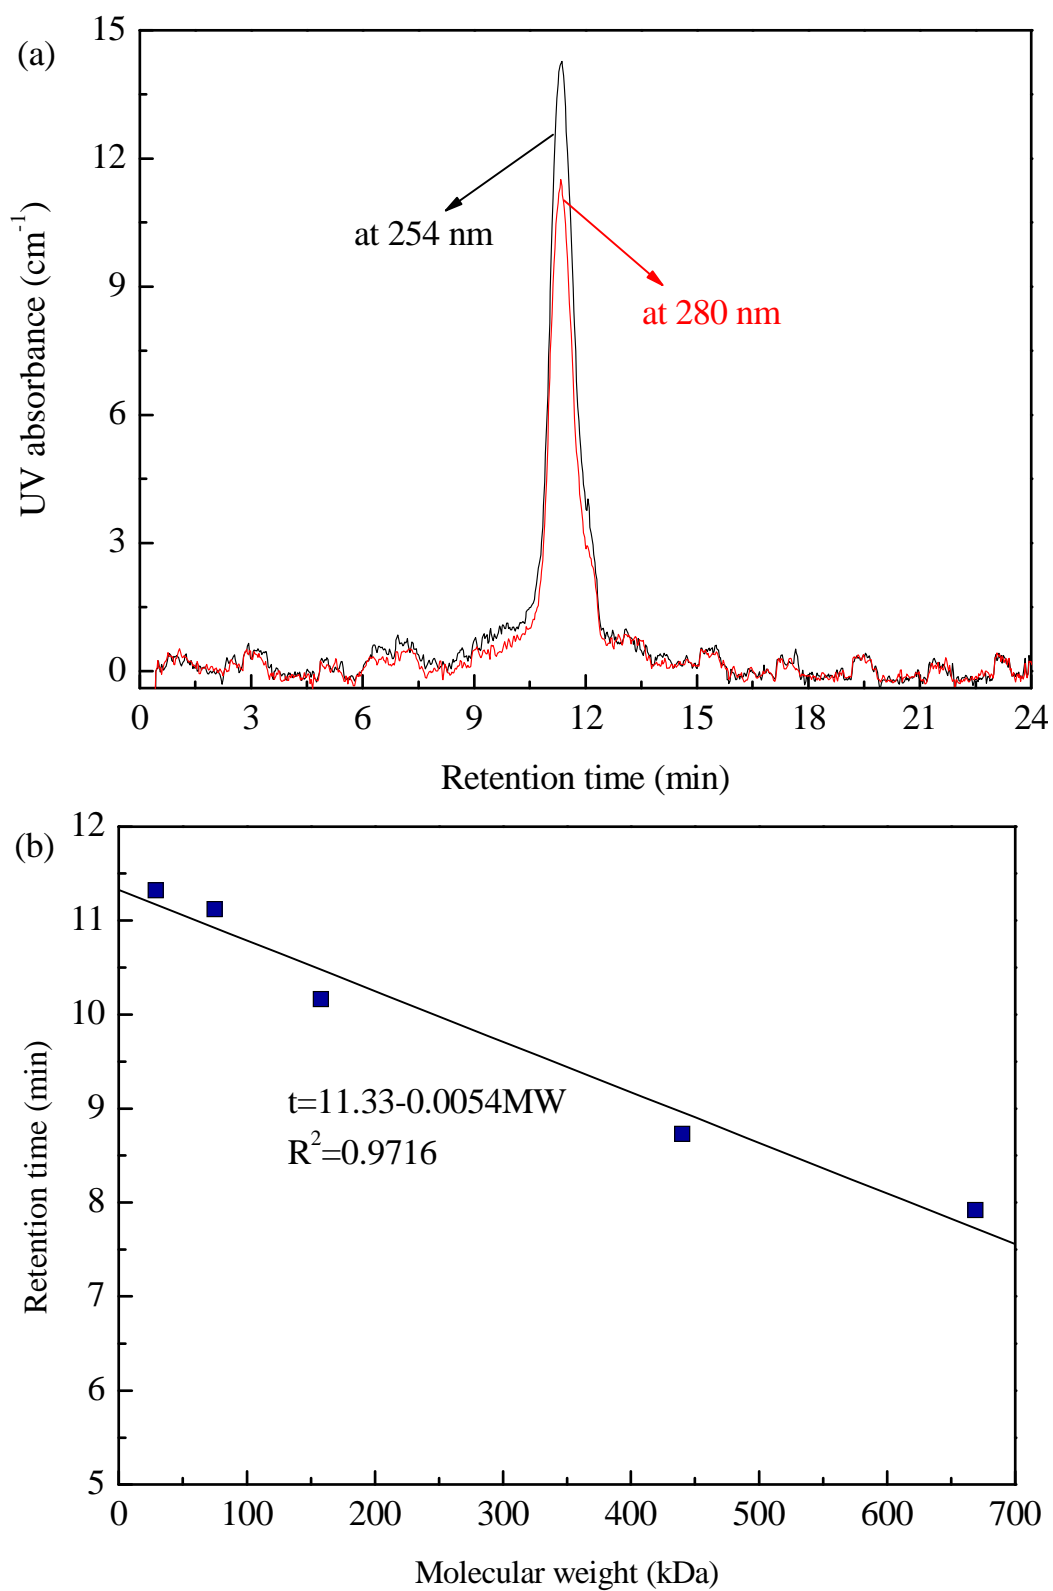 (a)
15
12
9
6
3
0
UV absorbance (cm⁻¹)
at 254 nm
at 280 nm
0 3 6 9 12 15 18 21 24
Retention time (min)
(b)
12
11
10
9
8
7
6
5
Retention time (min)
t=11.33-0.0054MW
R²=0.9716
0 100 200 300 400 500 600 700
Molecular weight (kDa)